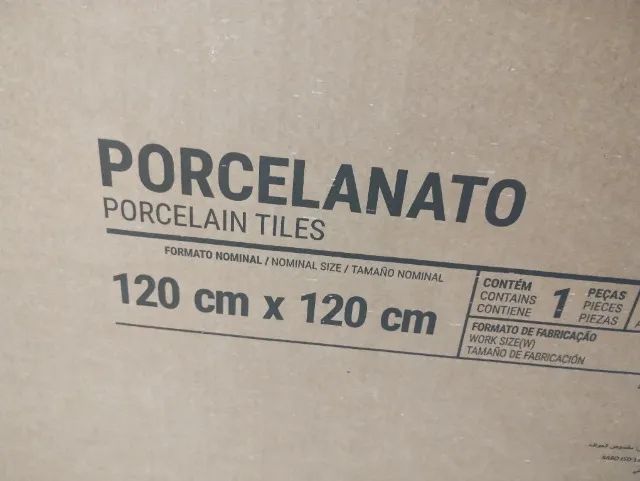 PORCELANATO
PORCELAIN TILES
FORMATO NOMINAL / NOMINAL SIZE / TAMAÑO NOMINAL
120 cm x 120 cm
CONTÉM
CONTAINS
CONTIENE
1
PEÇAS
PIECES
PIEZAS
FORMATO DE FABRICAÇÃO
WORK SIZE(W)
TAMAÑO DE FABRICACIÓN